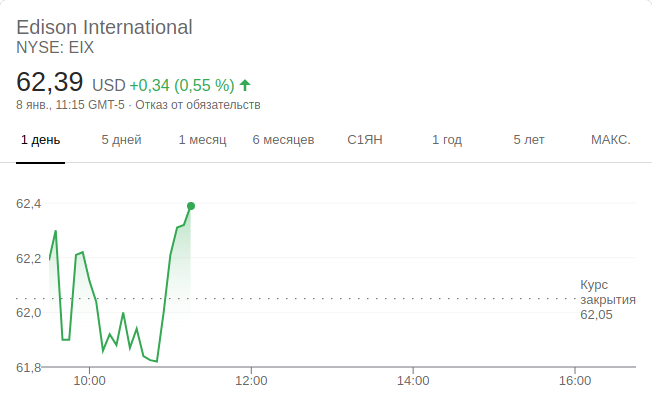 Edison International
NYSE: EIX
62,39 USD +0,34 (0,55 %)
8 янв., 11:15 GMT-5 · Отказ от обязательств
1 день 5 дней 1 месяц 6 месяцев С1ЯН 1 год 5 лет МАКС.
62,4
62,2
62,0
61,8
Курс
закрытия
62,05
10:00 12:00 14:00 16:00